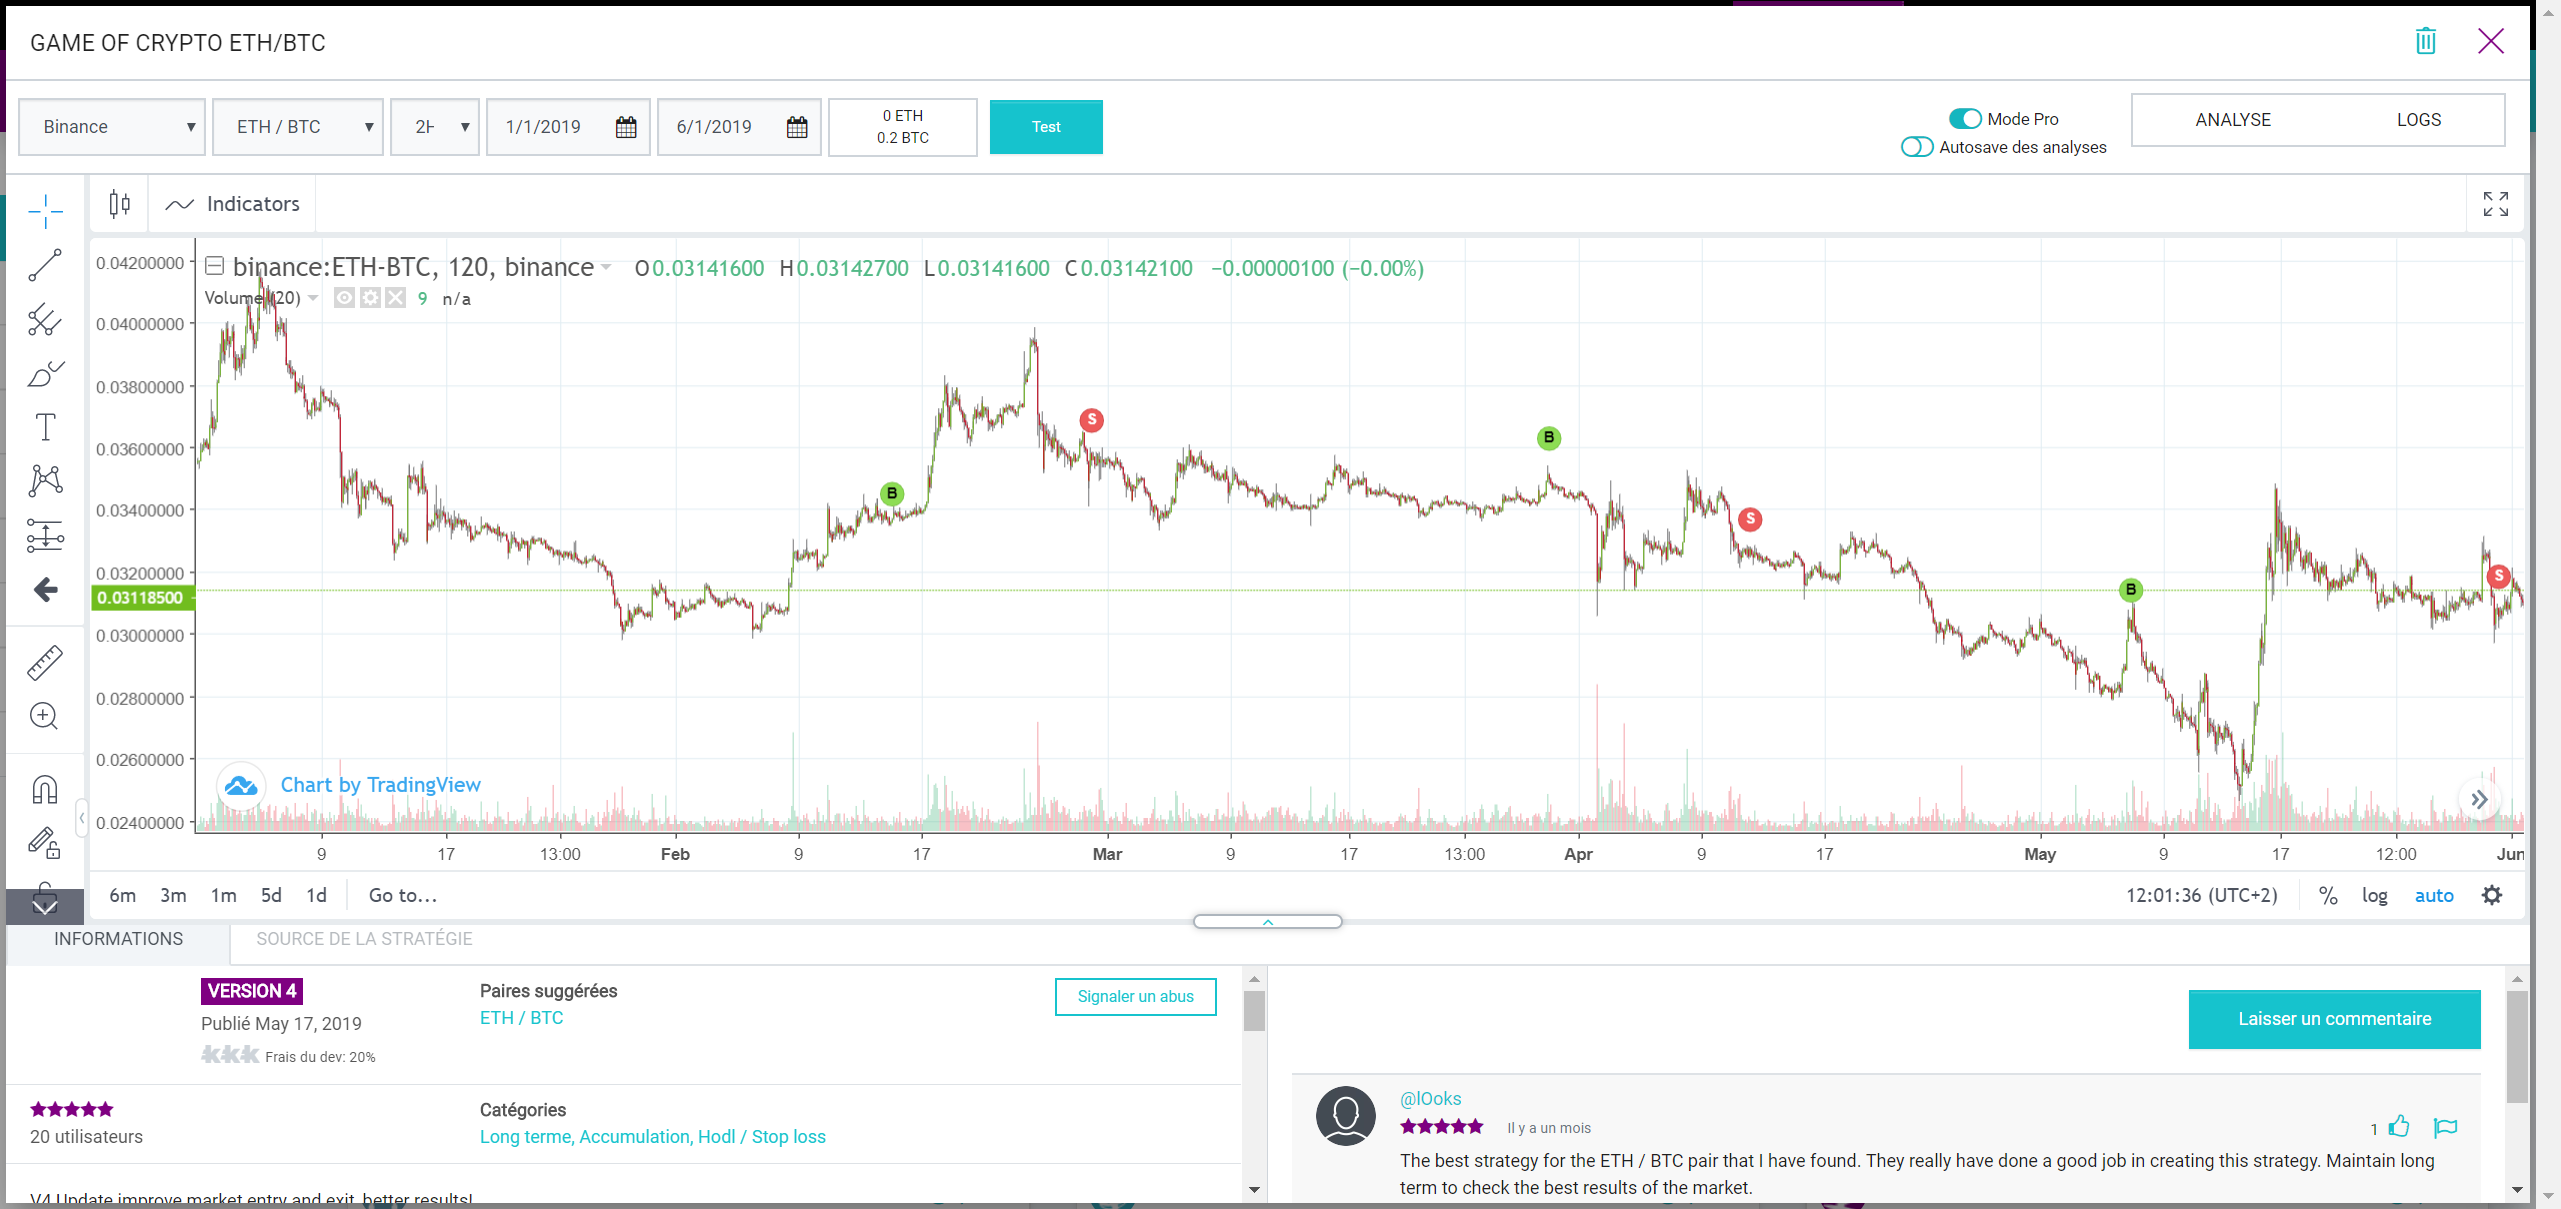 GAME OF CRYPTO ETH/BTC
Binance
ETH / BTC
1/1/2019
6/1/2019
0 ETH
0.2 BTC
Test
Mode Pro
Autosave des analyses
ANALYSE
LOGS
Indicators
binance:ETH-BTC, 120, binance O0.03141600 H0.03142700 L0.03141600 C0.03142100 −0.00000100 (−0.00%)
Volume (20) 9 n/a
0.04200000
0.04000000
0.03800000
0.03600000
0.03400000
0.03200000
0.03118500
0.03000000
0.02800000
0.02600000
0.02400000
B
S
B
S
B
S
Chart by TradingView
9 17 13:00 Feb 9 17 Mar 9 17 13:00 Apr 9 17 May 9 17 12:00 Jun
6m 3m 1m 5d 1d Go to...
12:01:36 (UTC+2) % log auto
INFORMATIONS
SOURCE DE LA STRATÉGIE
VERSION 4
Publié May 17, 2019
Frais du dev: 20%
Paires suggérées
ETH / BTC
Signaler un abus
20 utilisateurs
Catégories
Long terme, Accumulation, Hodl / Stop loss
V4 Update improve market entry and exit, better results!
Laisser un commentaire
@lOoks
Il y a un mois
1
The best strategy for the ETH / BTC pair that I have found. They really have done a good job in creating this strategy. Maintain long
term to check the best results of the market.